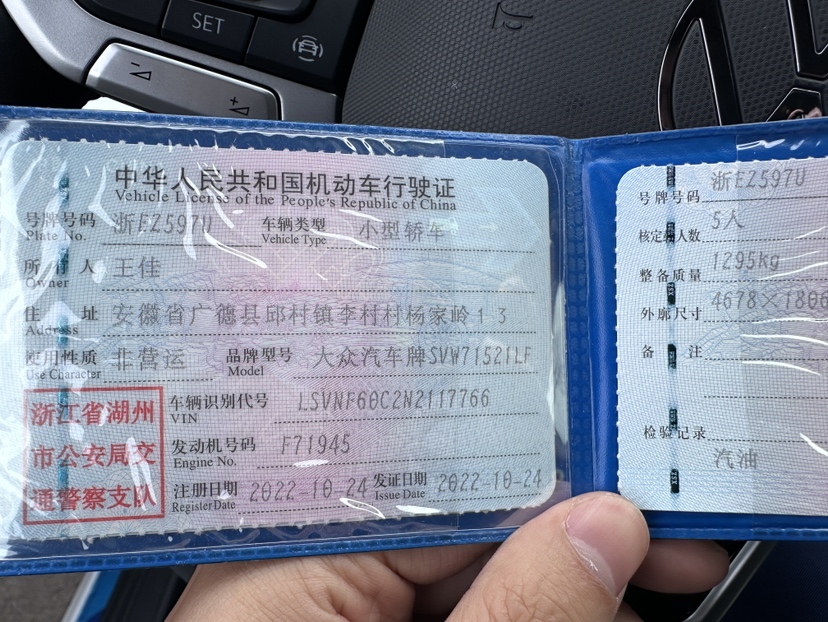 SET
中华人民共和国机动车行驶证
Vehicle License of the People's Republic of China
号牌号码 浙EZ597U 车辆类型 小型轿车
Plate No. Vehicle Type
所有人 王佳
Owner
住址 安徽省广德县邱村镇李村村杨家岭13
Address
使用性质 非营运 品牌型号 大众汽车牌SVW71521LF
Use Character Model
浙江省湖州
市公安局交
通警察支队
车辆识别代号 LSVNF60C2N2117766
VIN
发动机号码 F71945
Engine No.
注册日期 2022-10-24 发证日期 2022-10-24
Register Date Issue Date
号牌号码 浙EZ597U
核定载人数 5人
整备质量 1295kg
外廓尺寸 4678×1806
备注
检验记录
汽油